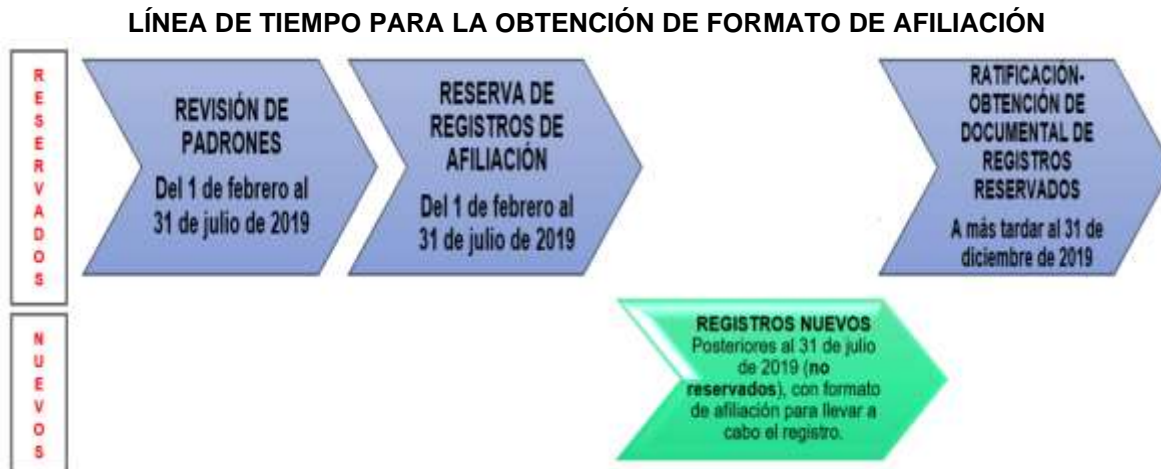 LÍNEA DE TIEMPO PARA LA OBTENCIÓN DE FORMATO DE AFILIACIÓN
RESERVADOS
REVISIÓN DE
PADRONES
Del 1 de febrero al
31 de julio de 2019
RESERVA DE
REGISTROS DE
AFILIACIÓN
Del 1 de febrero al
31 de julio de 2019
RATIFICACIÓN-
OBTENCIÓN DE
DOCUMENTAL DE
REGISTROS
RESERVADOS
A más tardar al 31 de
diciembre de 2019
NUEVOS
REGISTROS NUEVOS
Posteriores al 31 de julio
de 2019 (no
reservados), con formato
de afiliación para llevar a
cabo el registro.